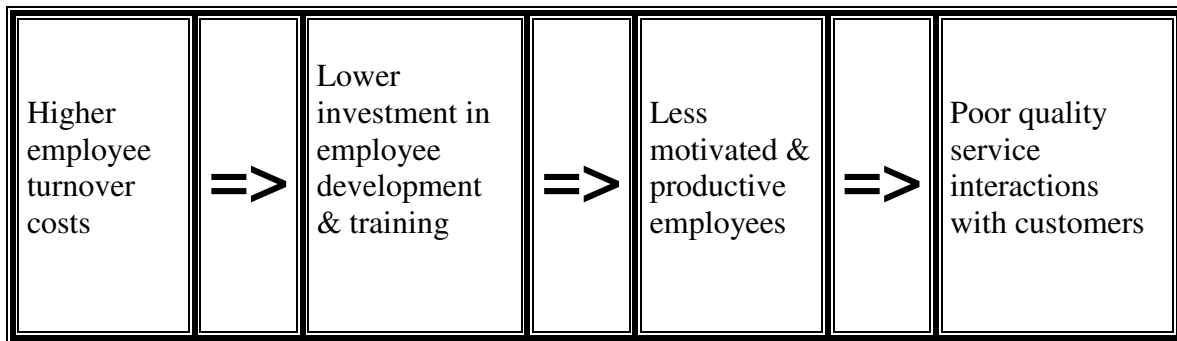 Higher
employee
turnover
costs
=>
Lower
investment in
employee
development
& training
=>
Less
motivated &
productive
employees
=>
Poor quality
service
interactions
with customers